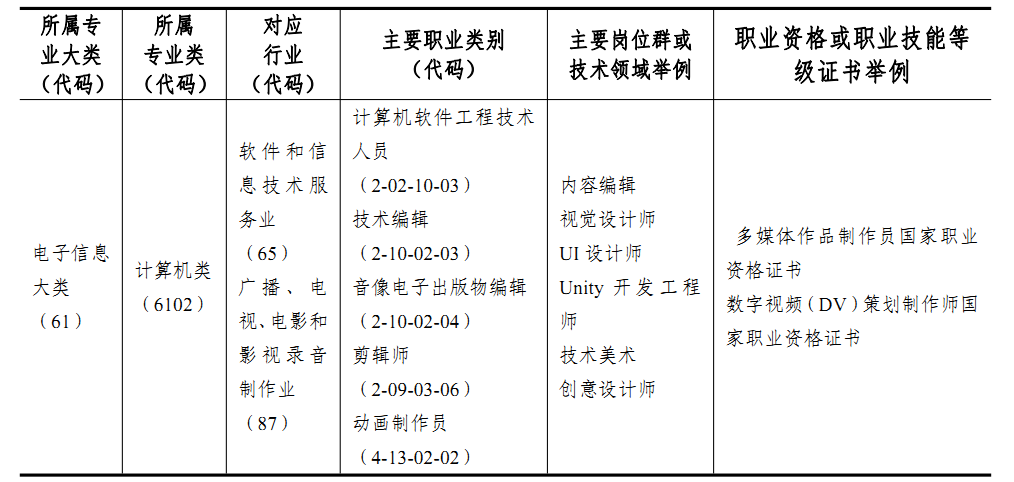 所属专
业大类
（代码）
所属
专业类
（代码）
对应
行业
（代码）
主要职业类别
（代码）
主要岗位群或
技术领域举例
职业资格或职业技能等
级证书举例
电子信息
大类
（61）
计算机类
（6102）
软件和信
息技术服
务业
（65）
广播、电
视、电影和
影视录音
制作业
（87）
计算机软件工程技术
人员
（2-02-10-03）
技术编辑
（2-10-02-03）
音像电子出版物编辑
（2-10-02-04）
剪辑师
（2-09-03-06）
动画制作员
（4-13-02-02）
内容编辑
视觉设计师
UI 设计师
Unity 开发工程
师
技术美术
创意设计师
多媒体作品制作员国家职业
资格证书
数字视频（DV）策划制作师国
家职业资格证书